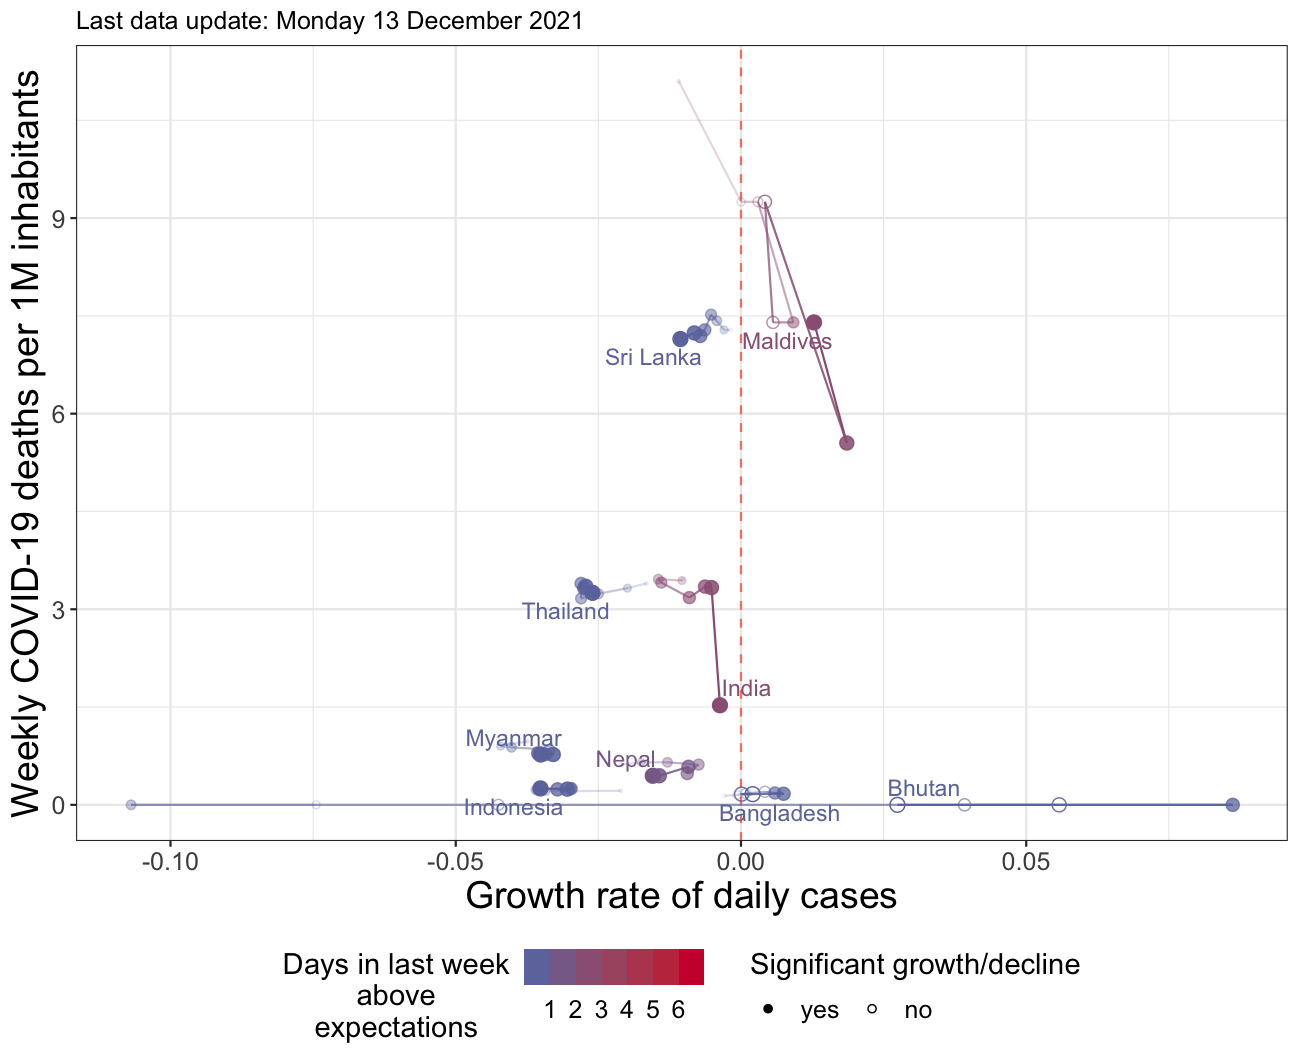 Last data update: Monday 13 December 2021
Weekly COVID-19 deaths per 1M inhabitants
9
6
3
0
Sri Lanka
Maldives
Thailand
India
Myanmar
Nepal
Indonesia
Bangladesh
Bhutan
-0.10
-0.05
0.00
0.05
Growth rate of daily cases
Days in last week
above
expectations
1 2 3 4 5 6
Significant growth/decline
yes no